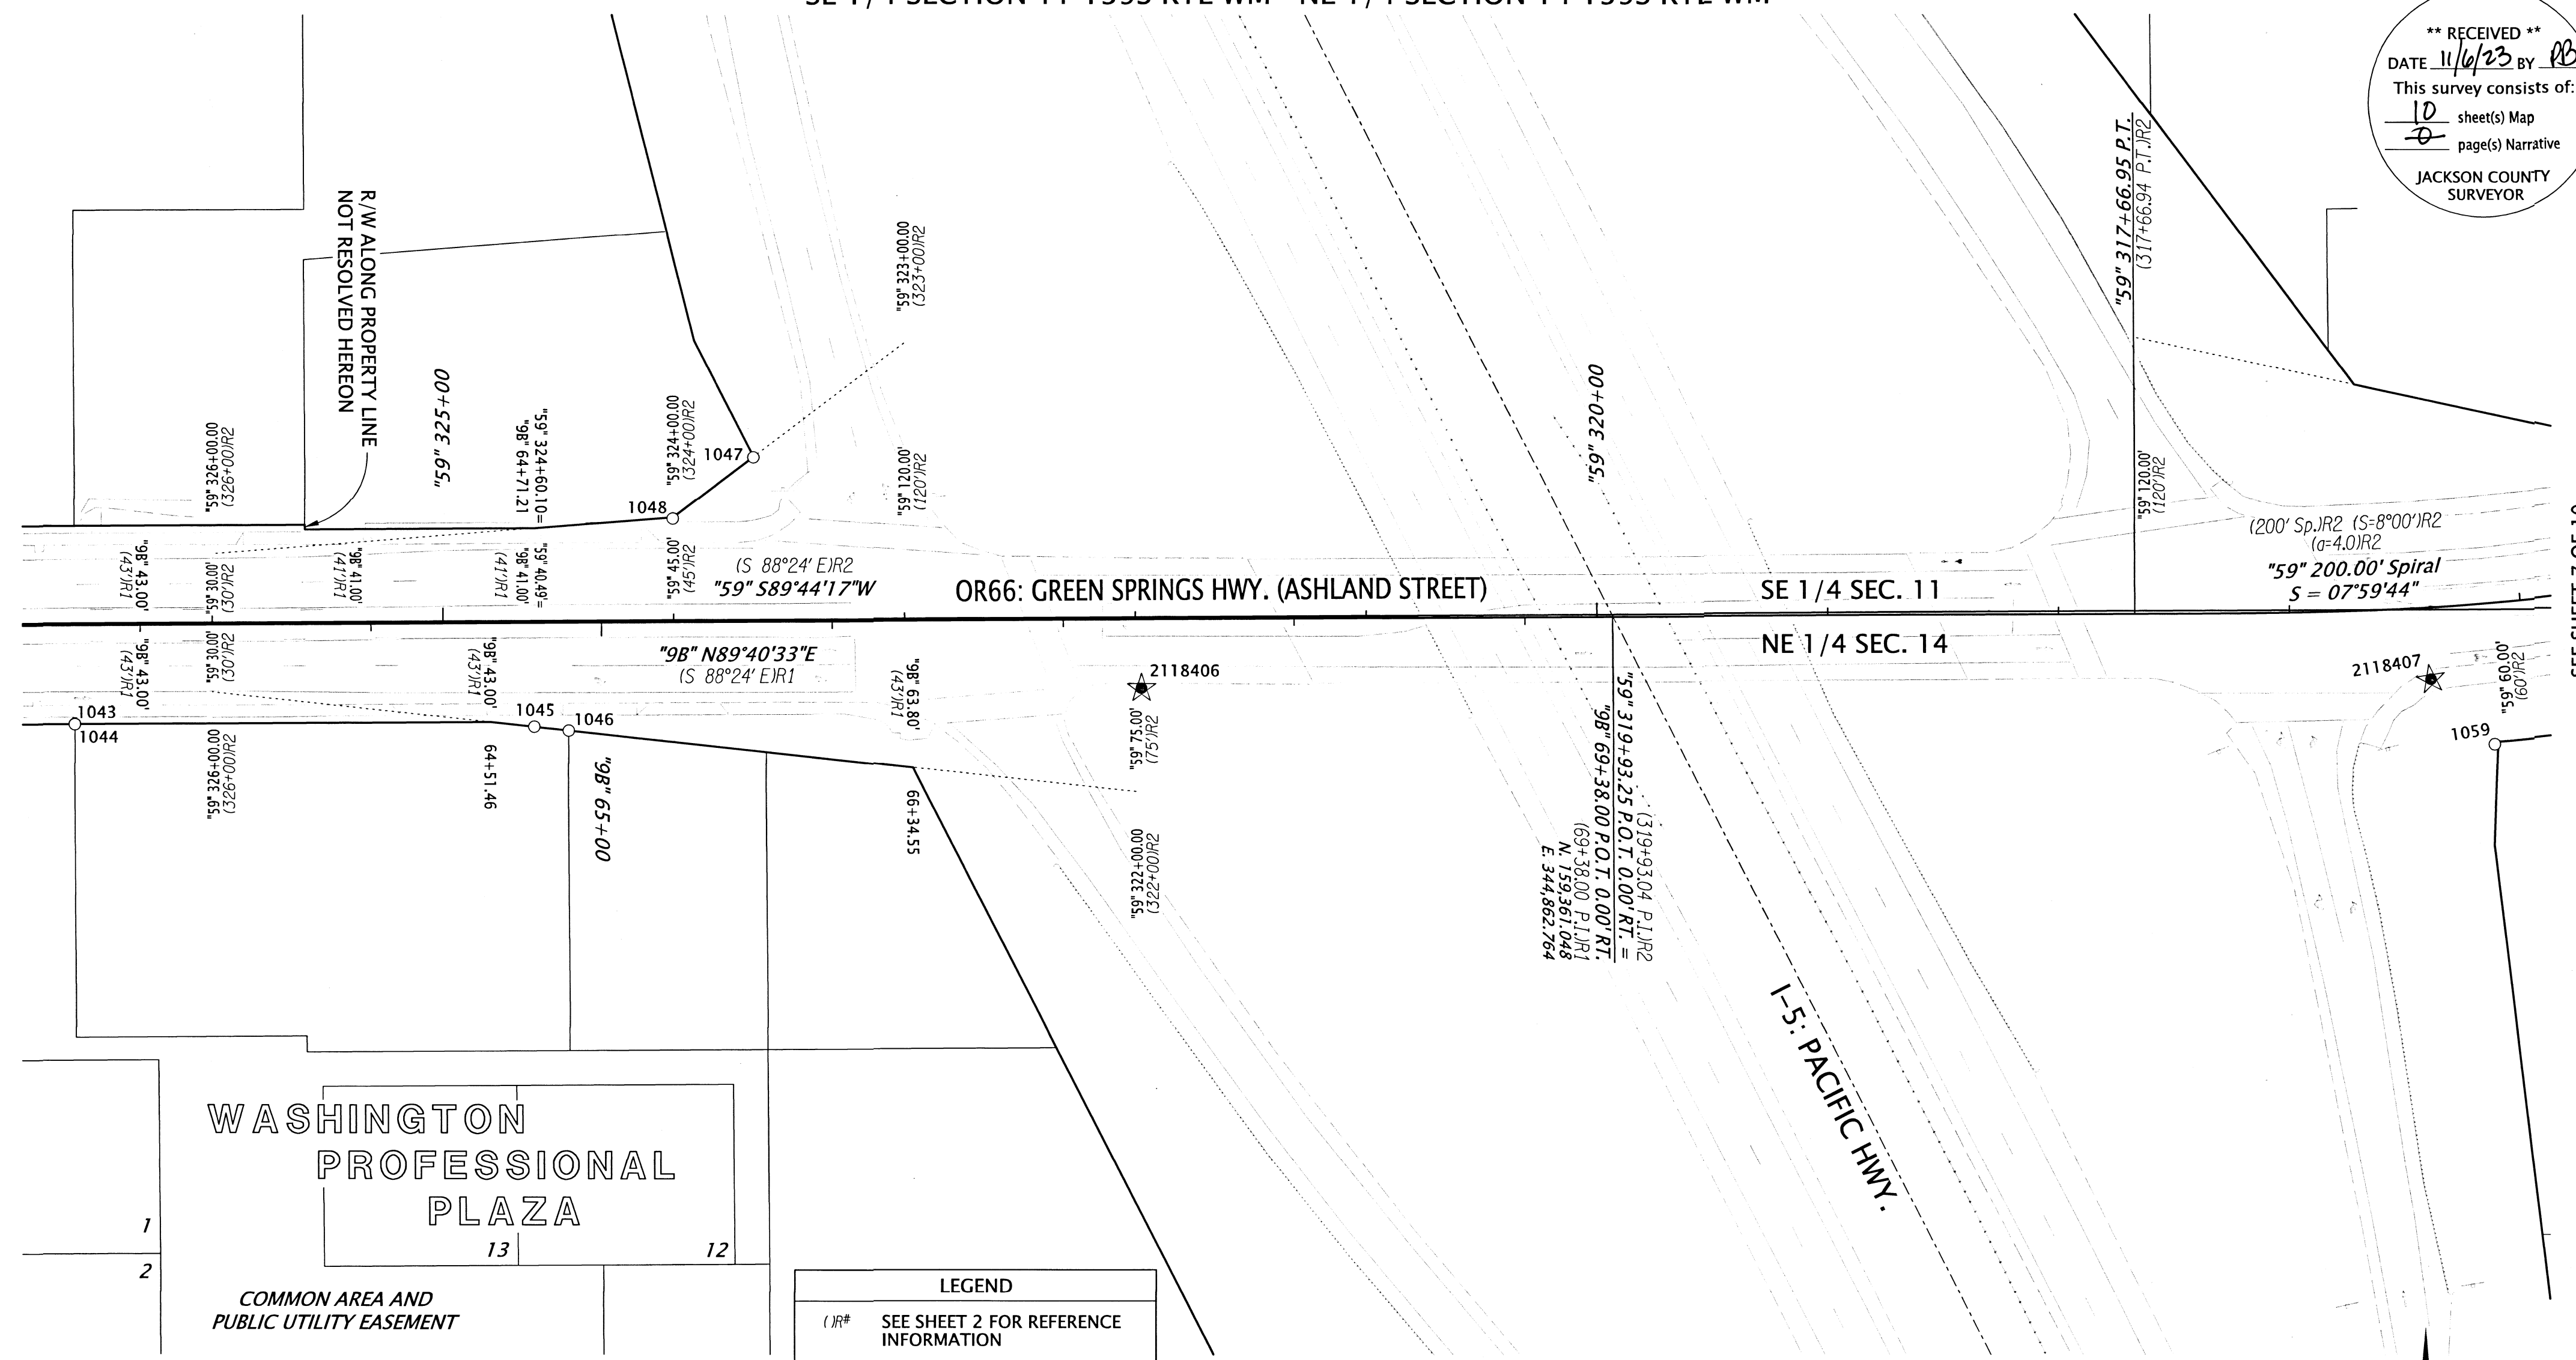 ** RECEIVED **
DATE 11/6/23 BY
This survey consists of:
10 sheet(s) Map
0 page(s) Narrative
JACKSON COUNTY
SURVEYOR
R/W ALONG PROPERTY LINE
NOT RESOLVED HEREON
"59" 326+00.00
(326+00)R2
"59" 325+00
"59" 324+60.10=
"9B" 64+71.21
"59" 324+00.00
(324+00)R2
1047
1048
"59" 323+00.00
(323+00)R2
"59" 120.00'
(120')R2
"59" 320+00
"59" 317+66.95 P.T.
(317+66.94 P.T.)R2
"59" 120.00'
(120')R2
"9B" 43.00'
(43')R1
"59" 30.00'
(30')R2
"9B" 41.00'
(41')R1
"59" 40.49'=
"9B" 41.00'
(41')R1
"59" 45.00'
(45')R2
(S 88°24' E)R2
"59" S89°44'17"W
OR66: GREEN SPRINGS HWY. (ASHLAND STREET)
SE 1/4 SEC. 11
(200' Sp.)R2 (S=8°00')R2
(a=4.0)R2
"59" 200.00' Spiral
S = 07°59'44"
NE 1/4 SEC. 14
"9B" 43.00'
(43')R1
"59" 30.00'
(30')R2
"9B" 43.00'
(43')R1
"9B" N89°40'33"E
(S 88°24' E)R1
"9B" 63.80'
(43')R1
2118406
"59" 75.00'
(75')R2
2118407
"59" 60.00'
(60')R2
1059
1043
1044
1045
1046
"59" 326+00.00
(326+00)R2
64+51.46
"9B" 65+00
66+34.55
"59" 322+00.00
(322+00)R2
(319+93.04 P.I.)R2
"59" 319+93.25 P.O.T. 0.00' RT. =
"9B" 69+38.00 P.O.T. 0.00' RT.
(69+38.00 P.I.)R1
N. 159,361.048
E. 344,862.764
I-5: PACIFIC HWY.
WASHINGTON
PROFESSIONAL
PLAZA
1
2
13
12
COMMON AREA AND
PUBLIC UTILITY EASEMENT
LEGEND
( )R# SEE SHEET 2 FOR REFERENCE
INFORMATION